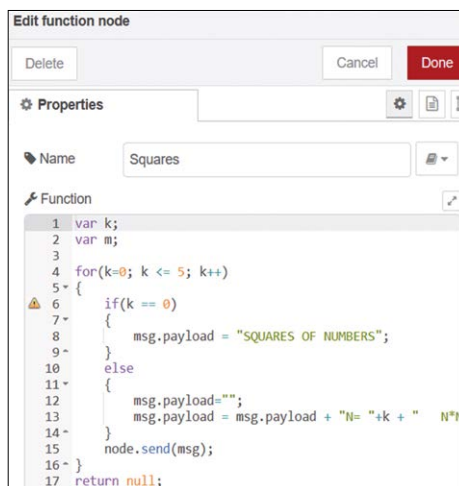 Edit function node
Delete Cancel Done
Properties
Name Squares
Function
1 var k;
2 var m;
3
4 for(k=0; k <= 5; k++)
5 {
6 if(k == 0)
7 {
8 msg.payload = "SQUARES OF NUMBERS";
9 }
10 else
11 {
12 msg.payload="";
13 msg.payload = msg.payload + "N= "+k + " N*N
14 }
15 node.send(msg);
16 }
17 return null;